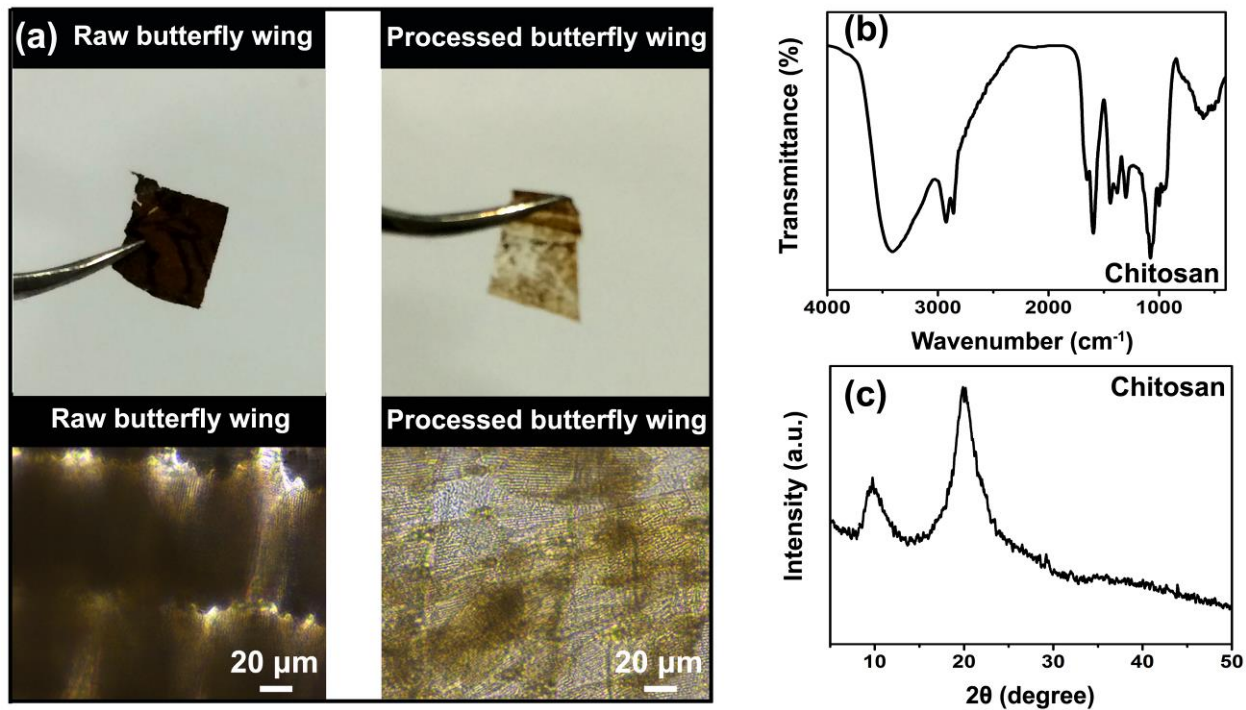 (a) Raw butterfly wing
Processed butterfly wing
Raw butterfly wing
Processed butterfly wing
20 μm
20 μm
(b)
Transmittance (%)
Chitosan
4000 3000 2000 1000
Wavenumber (cm⁻¹)
(c)
Chitosan
Intensity (a.u.)
10 20 30 40 50
2θ (degree)